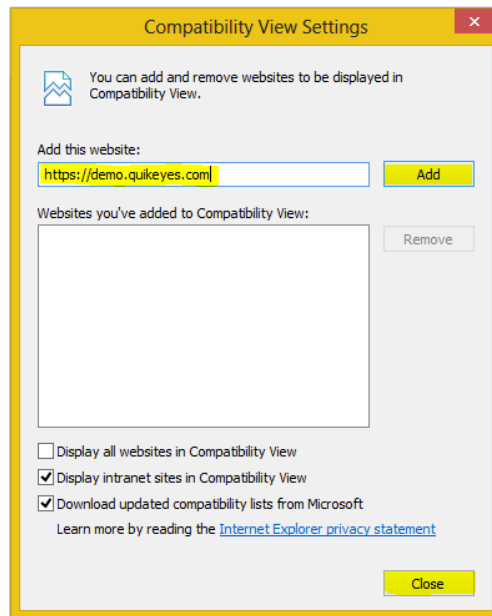 Compatibility View Settings
You can add and remove websites to be displayed in
Compatibility View.
Add this website:
https://demo.quikeyes.com
Add
Websites you've added to Compatibility View:
Remove
Display all websites in Compatibility View
Display intranet sites in Compatibility View
Download updated compatibility lists from Microsoft
Learn more by reading the Internet Explorer privacy statement
Close